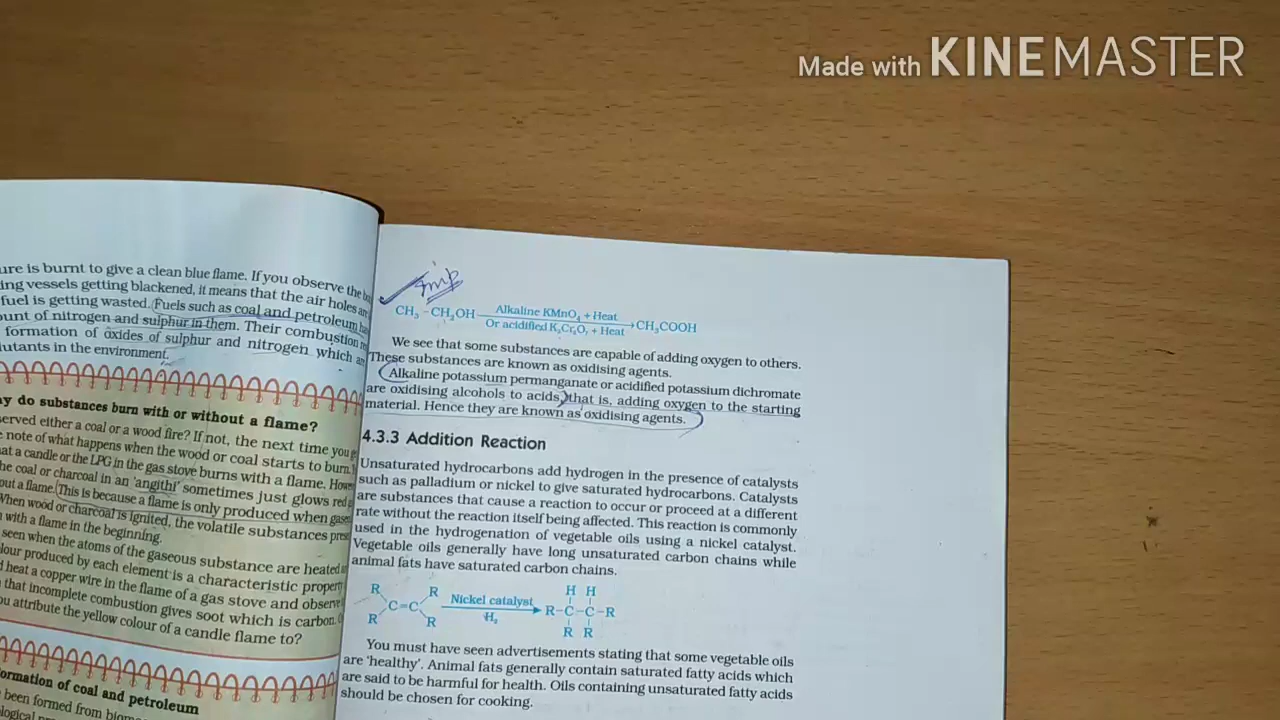 Made with KINEMASTER
ure is burnt to give a clean blue flame. If you observe the
ing vessels getting blackened, it means that the air holes
fuel is getting wasted. Fuels such as coal and petroleum
ount of nitrogen and sulphur in them. Their combustion
formation of oxides of sulphur and nitrogen which
lutants in the environment.
hy do substances burn with or without a flame?
served either a coal or a wood fire? If not, the next time you
note of what happens when the wood or coal starts to burn.
at a candle or the LPG in the gas stove burns with a flame.
he coal or charcoal in an 'angithi' sometimes just glows red
out a flame. This is because a flame is only produced when
When wood or charcoal is ignited, the volatile substances
with a flame in the beginning.
seen when the atoms of the gaseous substance are heated
lour produced by each element is a characteristic property
heat a copper wire in the flame of a gas stove and observe
that incomplete combustion gives soot which is carbon.
ou attribute the yellow colour of a candle flame to?
ormation of coal and petroleum
been formed from
Imp
CH₃ – CH₂OH Alkaline KMnO₄ + Heat → CH₃COOH
Or acidified K₂Cr₂O₇ + Heat
We see that some substances are capable of adding oxygen to others.
These substances are known as oxidising agents.
Alkaline potassium permanganate or acidified potassium dichromate
are oxidising alcohols to acids, that is, adding oxygen to the starting
material. Hence they are known as oxidising agents.
4.3.3 Addition Reaction
Unsaturated hydrocarbons add hydrogen in the presence of catalysts
such as palladium or nickel to give saturated hydrocarbons. Catalysts
are substances that cause a reaction to occur or proceed at a different
rate without the reaction itself being affected. This reaction is commonly
used in the hydrogenation of vegetable oils using a nickel catalyst.
Vegetable oils generally have long unsaturated carbon chains while
animal fats have saturated carbon chains.
R R H H
C=C Nickel catalyst → R–C–C–R
R R H₂ R R
You must have seen advertisements stating that some vegetable oils
are 'healthy'. Animal fats generally contain saturated fatty acids which
are said to be harmful for health. Oils containing unsaturated fatty acids
should be chosen for cooking.